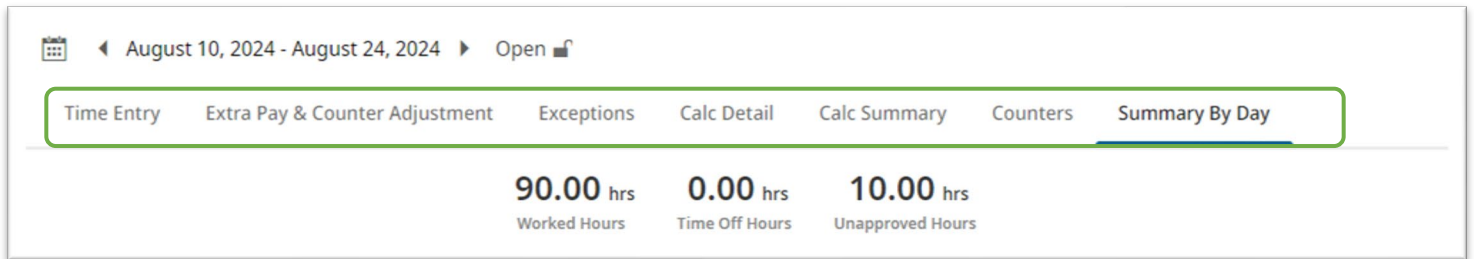 August 10, 2024 - August 24, 2024 Open
Time Entry Extra Pay & Counter Adjustment Exceptions Calc Detail Calc Summary Counters Summary By Day
90.00 hrs 0.00 hrs 10.00 hrs
Worked Hours Time Off Hours Unapproved Hours